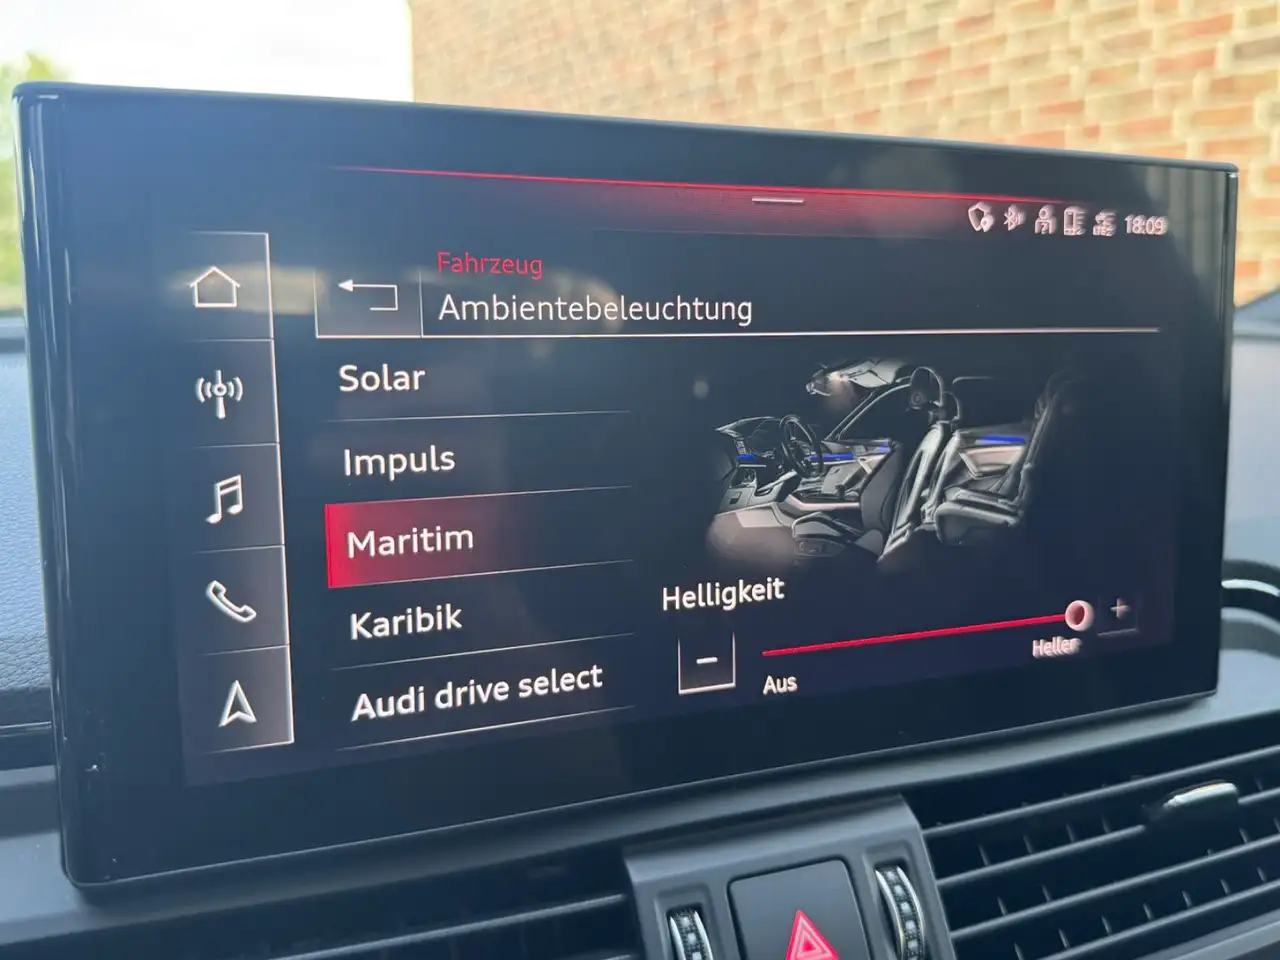 18:09
Fahrzeug
Ambientebeleuchtung
Solar
Impuls
Maritim
Karibik
Audi drive select
Helligkeit
−
+
Aus
Heller